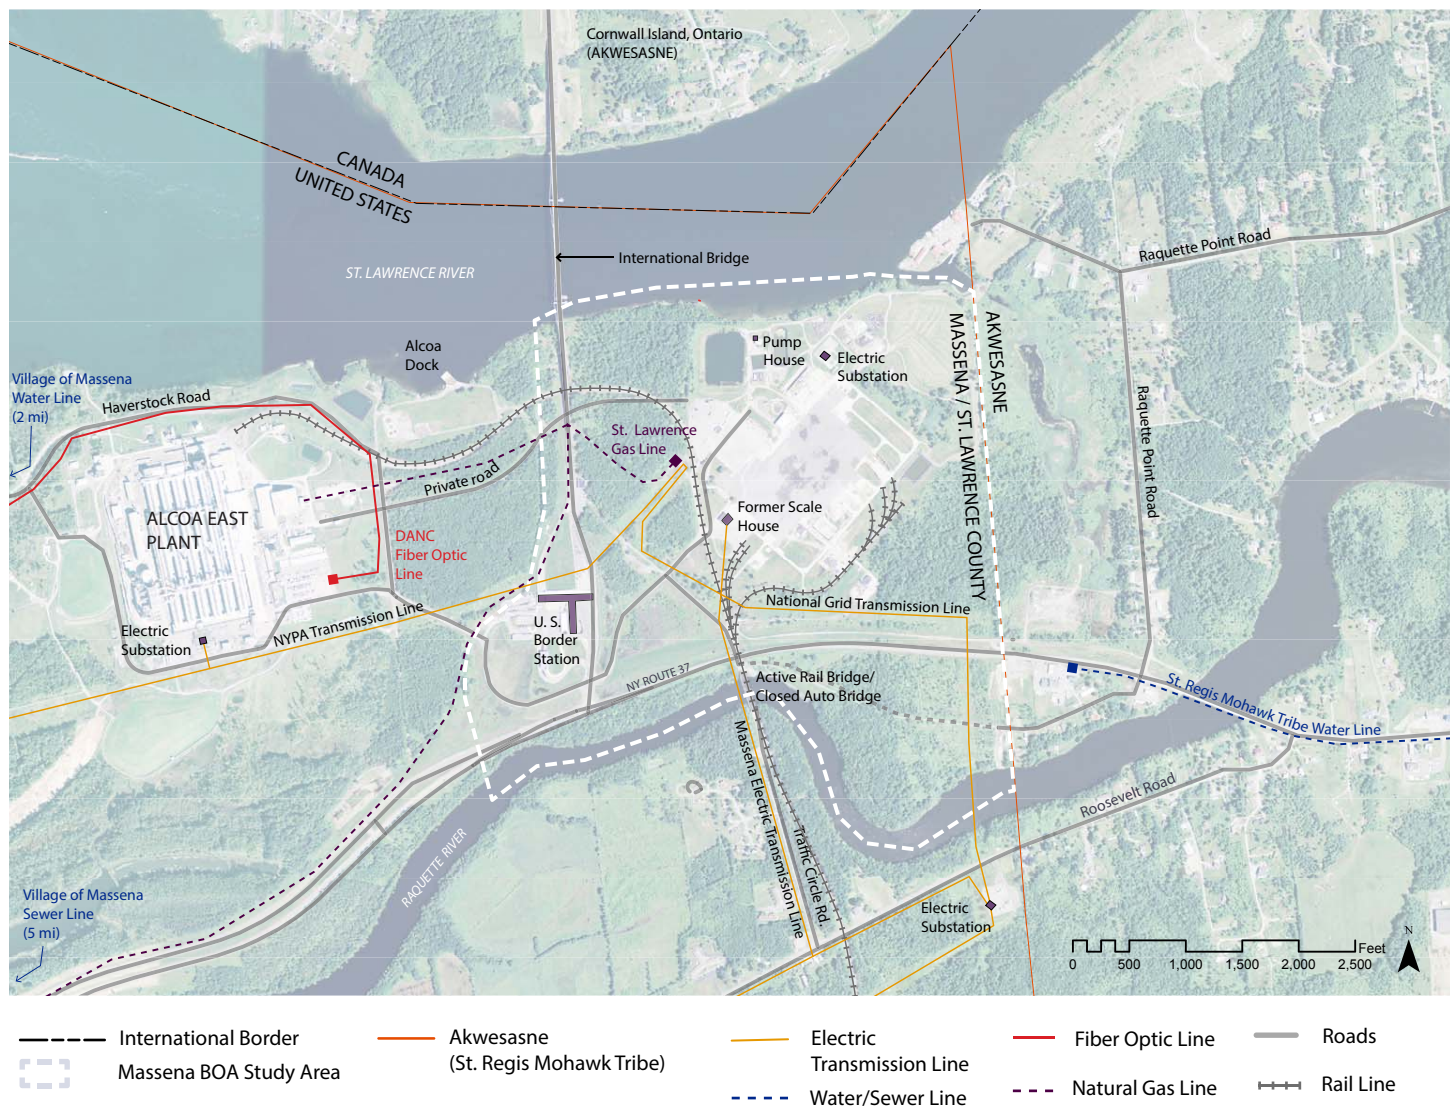 Cornwall Island, Ontario
(AKWESASNE)
CANADA
UNITED STATES
ST. LAWRENCE RIVER
International Bridge
Raquette Point Road
AKWESASNE
MASSENA / ST. LAWRENCE COUNTY
Alcoa
Dock
Pump
House
Electric
Substation
Village of Massena
Water Line
(2 mi)
Haverstock Road
St. Lawrence
Gas Line
Raquette Point Road
Private road
ALCOA EAST
PLANT
DANC
Fiber Optic
Line
Former Scale
House
National Grid Transmission Line
NYPA Transmission Line
Electric
Substation
U. S.
Border
Station
NY ROUTE 37
Active Rail Bridge/
Closed Auto Bridge
St. Regis Mohawk Tribe Water Line
Massena Electric Transmission Line
Traffic Circle Rd.
Roosevelt Road
RAQUETTE RIVER
Village of Massena
Sewer Line
(5 mi)
Electric
Substation
N
Feet
0 500 1,000 1,500 2,000 2,500
International Border
Massena BOA Study Area
Akwesasne
(St. Regis Mohawk Tribe)
Electric
Transmission Line
Water/Sewer Line
Fiber Optic Line
Natural Gas Line
Roads
Rail Line